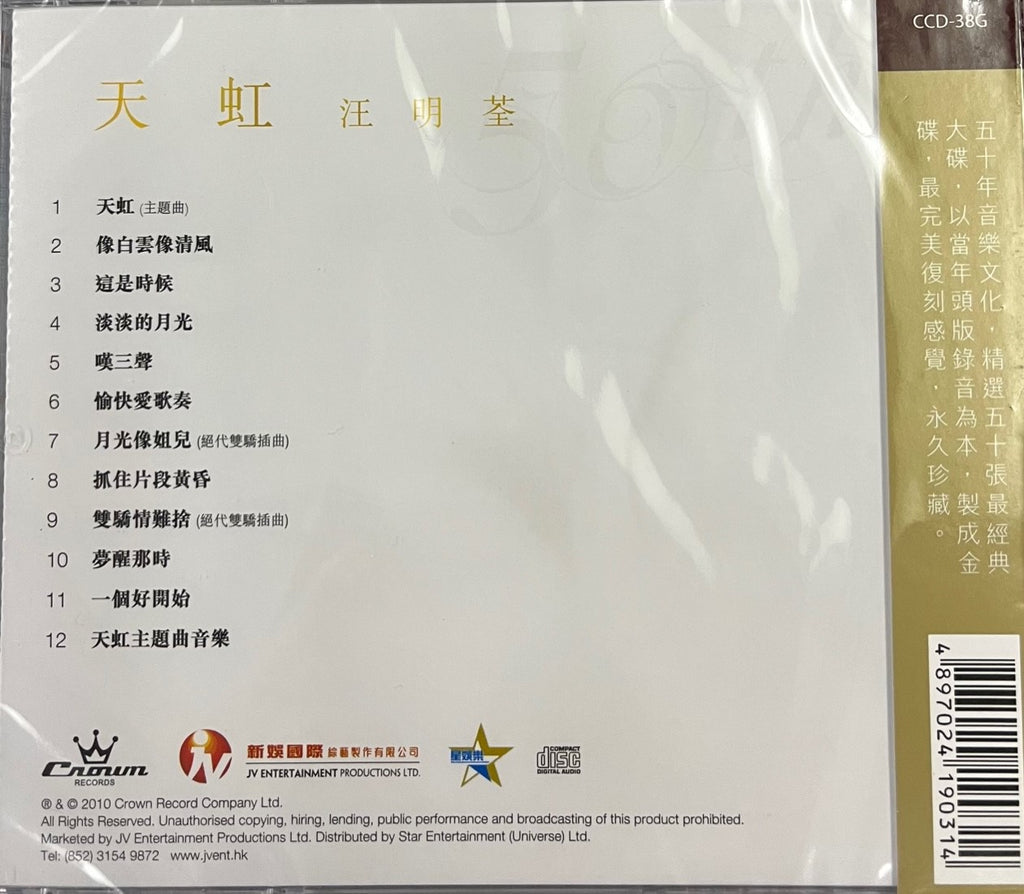 天虹 汪明荃
1 天虹 (主題曲)
2 像白雲像清風
3 這是時候
4 淡淡的月光
5 嘆三聲
6 愉快愛歌奏
7 月光像姐兒 (絕代雙驕插曲)
8 抓住片段黃昏
9 雙驕情難捨 (絕代雙驕插曲)
10 夢醒那時
11 一個好開始
12 天虹主題曲音樂
Crown
RECORDS
新娛國際 綜藝製作有限公司
JV ENTERTAINMENT PRODUCTIONS LTD.
星娛樂
COMPACT
disc
DIGITAL AUDIO
℗ & © 2010 Crown Record Company Ltd.
All Rights Reserved. Unauthorised copying, hiring, lending, public performance and broadcasting of this product prohibited.
Marketed by JV Entertainment Productions Ltd. Distributed by Star Entertainment (Universe) Ltd.
Tel: (852) 3154 9872 www.jvent.hk
CCD-38G
五十年音樂文化，精選五十張最經典
大碟，以當年頭版錄音為本，製成金
碟，最完美復刻感覺，永久珍藏。
4 897024 190314